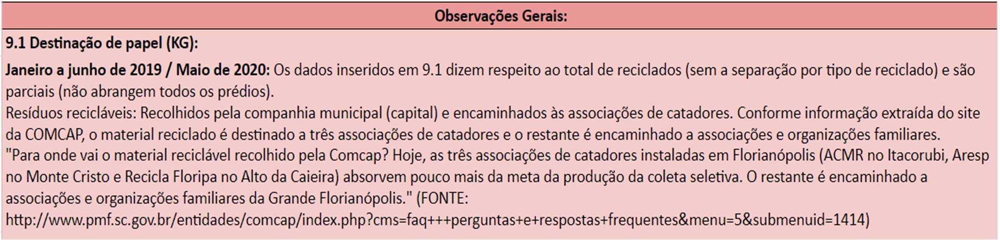 Observações Gerais:
9.1 Destinação de papel (KG):
Janeiro a junho de 2019 / Maio de 2020: Os dados inseridos em 9.1 dizem respeito ao total de reciclados (sem a separação por tipo de reciclado) e são
parciais (não abrangem todos os prédios).
Resíduos recicláveis: Recolhidos pela companhia municipal (capital) e encaminhados às associações de catadores. Conforme informação extraída do site
da COMCAP, o material reciclado é destinado a três associações de catadores e o restante é encaminhado a associações e organizações familiares.
"Para onde vai o material reciclável recolhido pela Comcap? Hoje, as três associações de catadores instaladas em Florianópolis (ACMR no Itacorubi, Aresp
no Monte Cristo e Recicla Floripa no Alto da Caieira) absorvem pouco mais da meta da produção da coleta seletiva. O restante é encaminhado a
associações e organizações familiares da Grande Florianópolis." (FONTE:
http://www.pmf.sc.gov.br/entidades/comcap/index.php?cms=faq+++perguntas+e+respostas+frequentes&menu=5&submenuid=1414)